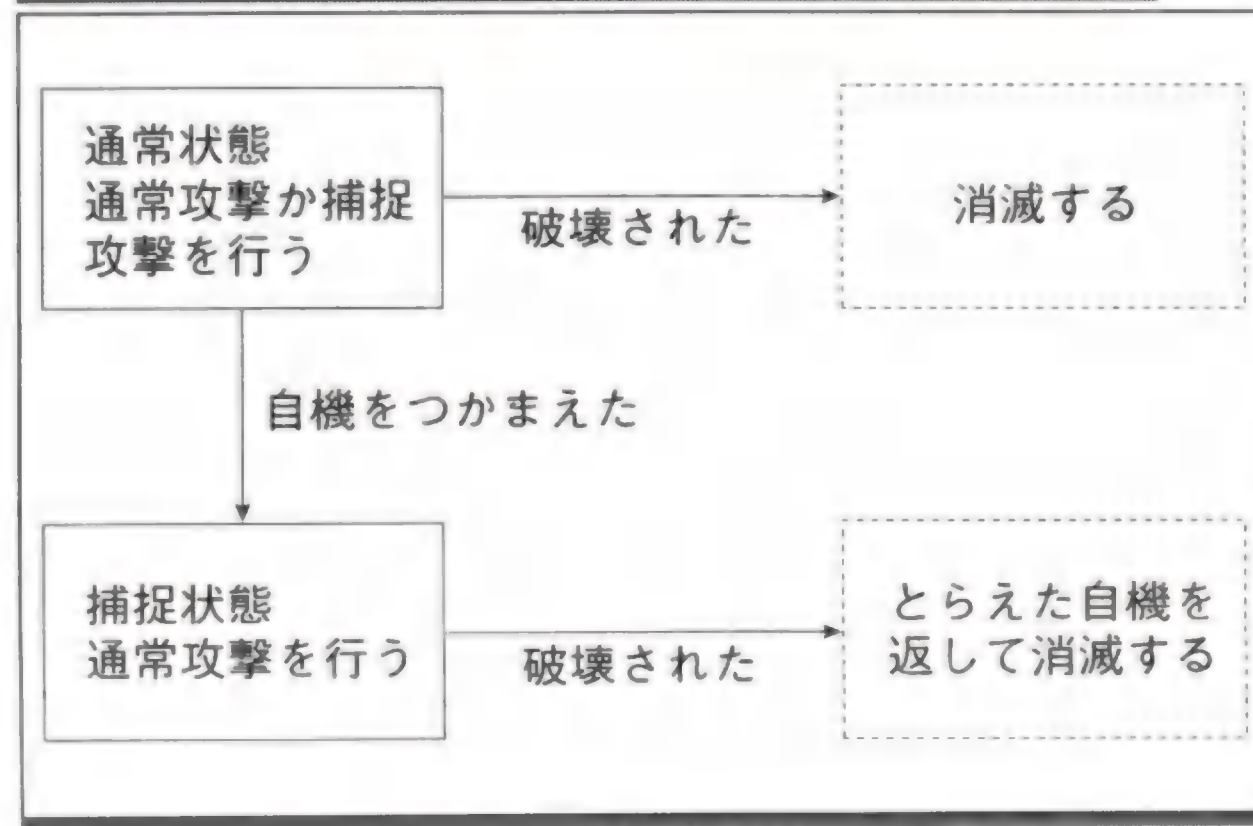 通常状態
通常攻撃か捕捉
攻撃を行う
破壊された
消滅する
自機をつかまえた
捕捉状態
通常攻撃を行う
破壊された
とらえた自機を
返して消滅する